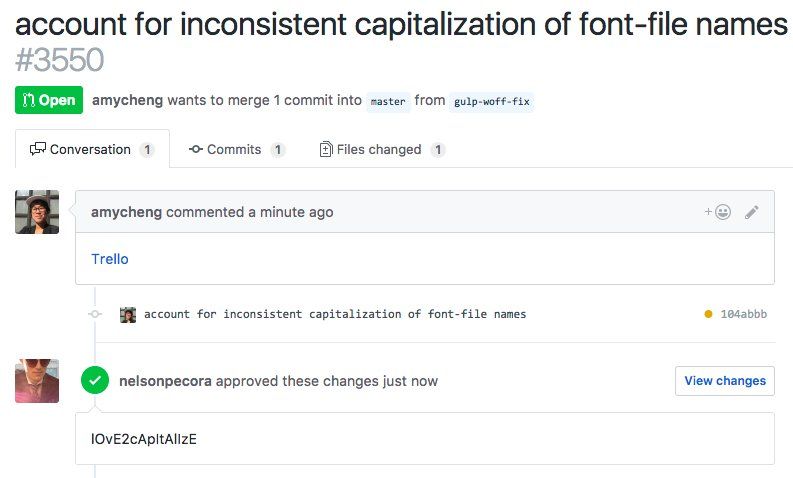 account for inconsistent capitalization of font-file names
#3550
Open amycheng wants to merge 1 commit into master from gulp-woff-fix
Conversation 1 Commits 1 Files changed 1
amycheng commented a minute ago
Trello
account for inconsistent capitalization of font-file names 104abbb
nelsonpecora approved these changes just now View changes
lOvE2cApItAlIzE